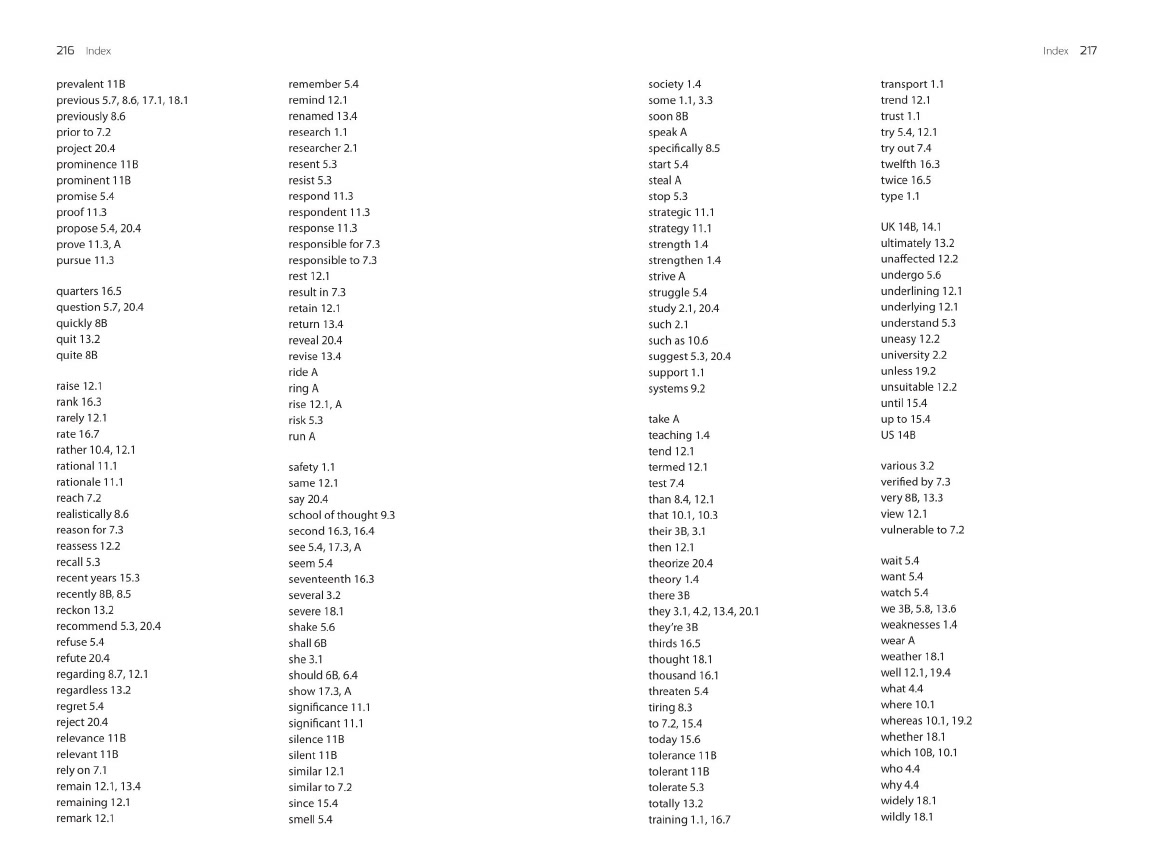 216 Index
prevalent 11B
previous 5.7, 8.6, 17.1, 18.1
previously 8.6
prior to 7.2
project 20.4
prominence 11B
prominent 11B
promise 5.4
proof 11.3
propose 5.4, 20.4
prove 11.3, A
pursue 11.3
quarters 16.5
question 5.7, 20.4
quickly 8B
quit 13.2
quite 8B
raise 12.1
rank 16.3
rarely 12.1
rate 16.7
rather 10.4, 12.1
rational 11.1
rationale 11.1
reach 7.2
realistically 8.6
reason for 7.3
reassess 12.2
recall 5.3
recent years 15.3
recently 8B, 8.5
reckon 13.2
recommend 5.3, 20.4
refuse 5.4
refute 20.4
regarding 8.7, 12.1
regardless 13.2
regret 5.4
reject 20.4
relevance 11B
relevant 11B
rely on 7.1
remain 12.1, 13.4
remaining 12.1
remark 12.1
remember 5.4
remind 12.1
renamed 13.4
research 1.1
researcher 2.1
resent 5.3
resist 5.3
respond 11.3
respondent 11.3
response 11.3
responsible for 7.3
responsible to 7.3
rest 12.1
result in 7.3
retain 12.1
return 13.4
reveal 20.4
revise 13.4
ride A
ring A
rise 12.1, A
risk 5.3
run A
safety 1.1
same 12.1
say 20.4
school of thought 9.3
second 16.3, 16.4
see 5.4, 17.3, A
seem 5.4
seventeenth 16.3
several 3.2
severe 18.1
shake 5.6
shall 6B
she 3.1
should 6B, 6.4
show 17.3, A
significance 11.1
significant 11.1
silence 11B
silent 11B
similar 12.1
similar to 7.2
since 15.4
smell 5.4
Index 217
society 1.4
some 1.1, 3.3
soon 8B
speak A
specifically 8.5
start 5.4
steal A
stop 5.3
strategic 11.1
strategy 11.1
strength 1.4
strengthen 1.4
strive A
struggle 5.4
study 2.1, 20.4
such 2.1
such as 10.6
suggest 5.3, 20.4
support 1.1
systems 9.2
take A
teaching 1.4
tend 12.1
termed 12.1
test 7.4
than 8.4, 12.1
that 10.1, 10.3
their 3B, 3.1
then 12.1
theorize 20.4
theory 1.4
there 3B
they 3.1, 4.2, 13.4, 20.1
they're 3B
thirds 16.5
thought 18.1
thousand 16.1
threaten 5.4
tiring 8.3
to 7.2, 15.4
today 15.6
tolerance 11B
tolerant 11B
tolerate 5.3
totally 13.2
training 1.1, 16.7
transport 1.1
trend 12.1
trust 1.1
try 5.4, 12.1
try out 7.4
twelfth 16.3
twice 16.5
type 1.1
UK 14B, 14.1
ultimately 13.2
unaffected 12.2
undergo 5.6
underlining 12.1
underlying 12.1
understand 5.3
uneasy 12.2
university 2.2
unless 19.2
unsuitable 12.2
until 15.4
up to 15.4
US 14B
various 3.2
verified by 7.3
very 8B, 13.3
view 12.1
vulnerable to 7.2
wait 5.4
want 5.4
watch 5.4
we 3B, 5.8, 13.6
weaknesses 1.4
wear A
weather 18.1
well 12.1, 19.4
what 4.4
where 10.1
whereas 10.1, 19.2
whether 18.1
which 10B, 10.1
who 4.4
why 4.4
widely 18.1
wildly 18.1